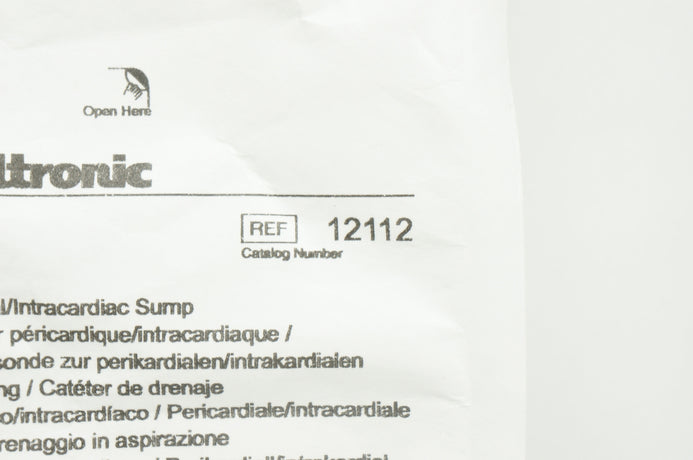 Open Here
ltronic
REF 12112
Catalog Number
l/Intracardiac Sump
r péricardique/intracardiaque /
sonde zur perikardialen/intrakardialen
ng / Catéter de drenaje
o/intracardíaco / Pericardiale/intracardiale
renaggio in aspirazione